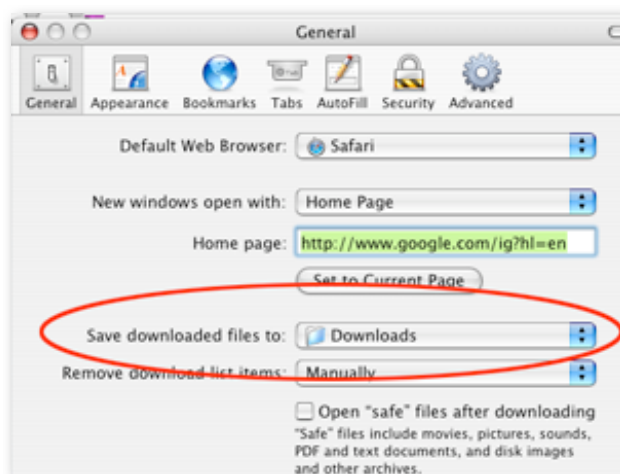 General
General Appearance Bookmarks Tabs AutoFill Security Advanced
Default Web Browser: Safari
New windows open with: Home Page
Home page: http://www.google.com/ig?hl=en
Set to Current Page
Save downloaded files to: Downloads
Remove download list items: Manually
Open “safe” files after downloading
“Safe” files include movies, pictures, sounds,
PDF and text documents, and disk images
and other archives.